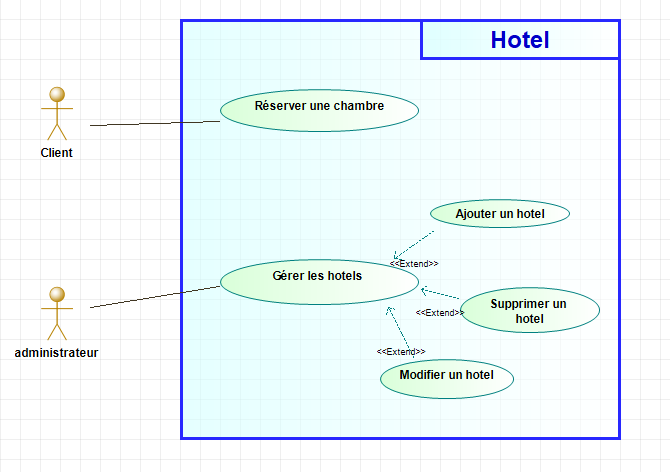 Hotel
Réserver une chambre
Client
Ajouter un hotel
<<Extend>>
Gérer les hotels
Supprimer un
hotel
<<Extend>>
administrateur
<<Extend>>
Modifier un hotel